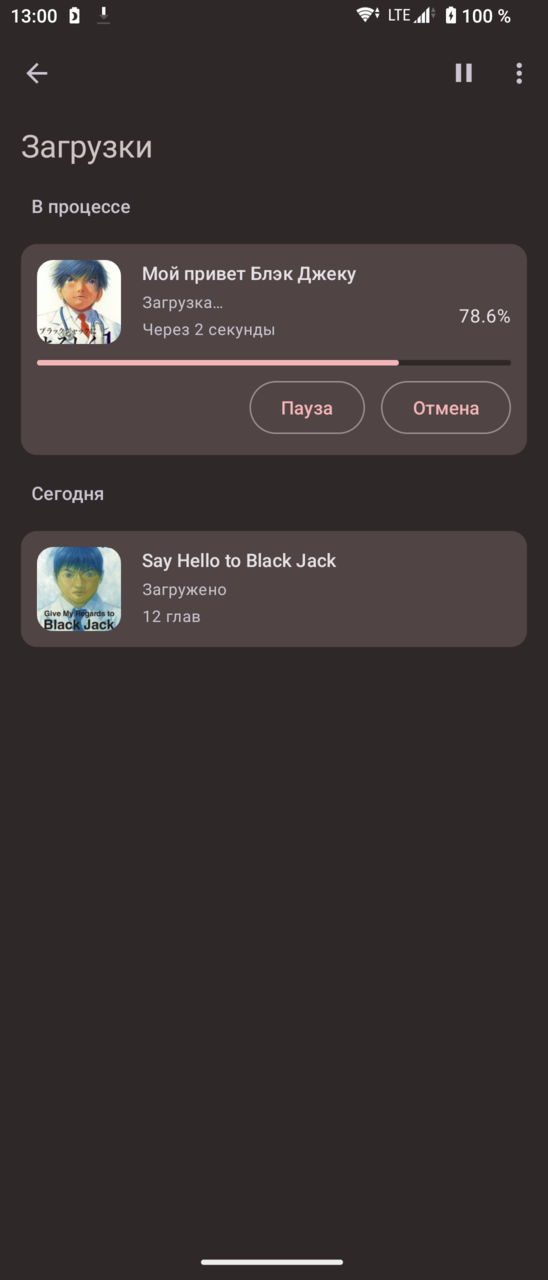 13:00 LTE 100 %
Загрузки
В процессе
Мой привет Блэк Джеку
Загрузка…
Через 2 секунды
78.6%
ブラックジャックに
よろしく 1
Пауза
Отмена
Сегодня
Say Hello to Black Jack
Загружено
12 глав
Give My Regards to
Black Jack